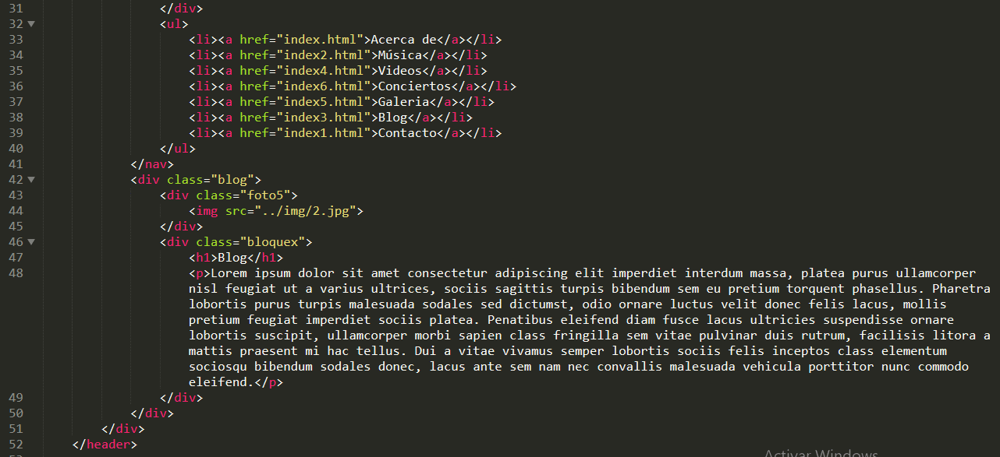 31 </div>
32 <ul>
33 <li><a href="index.html">Acerca de</a></li>
34 <li><a href="index2.html">Música</a></li>
35 <li><a href="index4.html">Videos</a></li>
36 <li><a href="index6.html">Conciertos</a></li>
37 <li><a href="index5.html">Galeria</a></li>
38 <li><a href="index3.html">Blog</a></li>
39 <li><a href="index1.html">Contacto</a></li>
40 </ul>
41 </nav>
42 <div class="blog">
43 <div class="foto5">
44 <img src="../img/2.jpg">
45 </div>
46 <div class="bloquex">
47 <h1>Blog</h1>
48 <p>Lorem ipsum dolor sit amet consectetur adipiscing elit imperdiet interdum massa, platea purus ullamcorper
nisl feugiat ut a varius ultrices, sociis sagittis turpis bibendum sem eu pretium torquent phasellus. Pharetra
lobortis purus turpis malesuada sodales sed dictumst, odio ornare luctus velit donec felis lacus, mollis
pretium feugiat imperdiet sociis platea. Penatibus eleifend diam fusce lacus ultricies suspendisse ornare
lobortis suscipit, ullamcorper morbi sapien class fringilla sem vitae pulvinar duis rutrum, facilisis litora a
mattis praesent mi hac tellus. Dui a vitae vivamus semper lobortis sociis felis inceptos class elementum
sociosqu bibendum sodales donec, lacus ante sem nam nec convallis malesuada vehicula porttitor nunc commodo
eleifend.</p>
49 </div>
50 </div>
51 </div>
52 </header>
Activar Windows